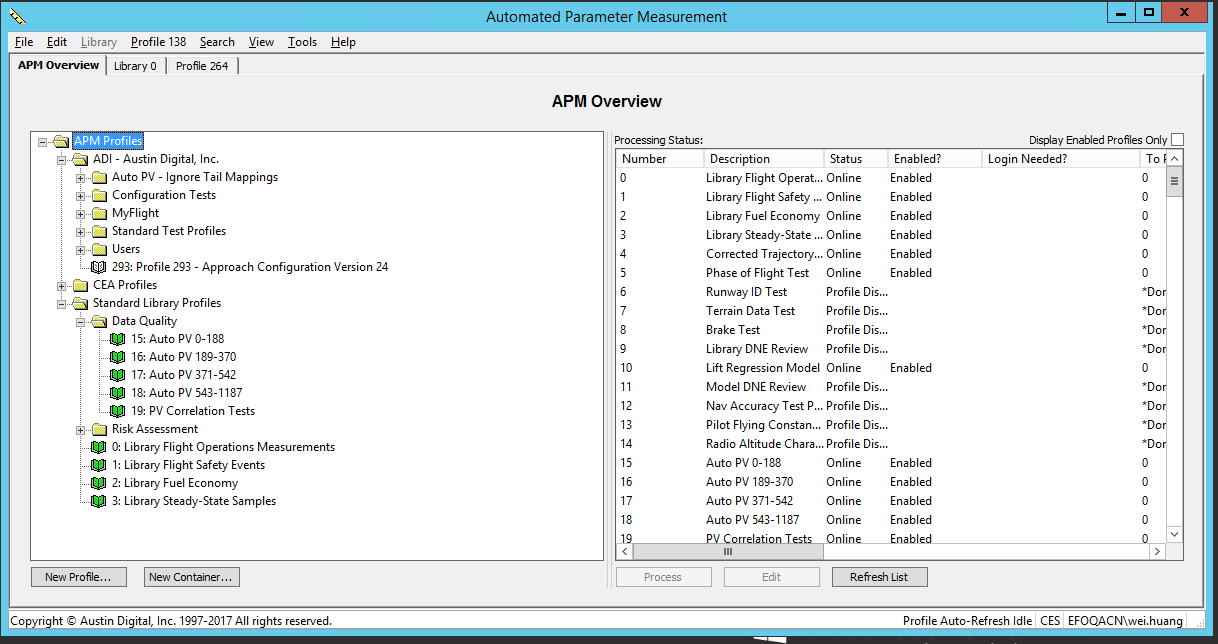 Automated Parameter Measurement
File Edit Library Profile 138 Search View Tools Help
APM Overview Library 0 Profile 264
APM Overview
APM Profiles
ADI - Austin Digital, Inc.
Auto PV - Ignore Tail Mappings
Configuration Tests
MyFlight
Standard Test Profiles
Users
293: Profile 293 - Approach Configuration Version 24
CEA Profiles
Standard Library Profiles
Data Quality
15: Auto PV 0-188
16: Auto PV 189-370
17: Auto PV 371-542
18: Auto PV 543-1187
19: PV Correlation Tests
Risk Assessment
0: Library Flight Operations Measurements
1: Library Flight Safety Events
2: Library Fuel Economy
3: Library Steady-State Samples
New Profile... New Container...
Processing Status: Display Enabled Profiles Only
Number Description Status Enabled? Login Needed? To
0 Library Flight Operat... Online Enabled 0
1 Library Flight Safety ... Online Enabled 0
2 Library Fuel Economy Online Enabled 0
3 Library Steady-State ... Online Enabled 0
4 Corrected Trajectory... Online Enabled 0
5 Phase of Flight Test Online Enabled 0
6 Runway ID Test Profile Dis... *Dor
7 Terrain Data Test Profile Dis... *Dor
8 Brake Test Profile Dis... *Dor
9 Library DNE Review Profile Dis... *Dor
10 Lift Regression Model Online Enabled 0
11 Model DNE Review Profile Dis... *Dor
12 Nav Accuracy Test P... Profile Dis... *Dor
13 Pilot Flying Constan... Profile Dis... *Dor
14 Radio Altitude Chara... Profile Dis... *Dor
15 Auto PV 0-188 Online Enabled 0
16 Auto PV 189-370 Online Enabled 0
17 Auto PV 371-542 Online Enabled 0
18 Auto PV 543-1187 Online Enabled 0
19 PV Correlation Tests Online Enabled 0
Process Edit Refresh List
Copyright © Austin Digital, Inc. 1997-2017 All rights reserved. Profile Auto-Refresh Idle CES EFOQACN\wei.huang